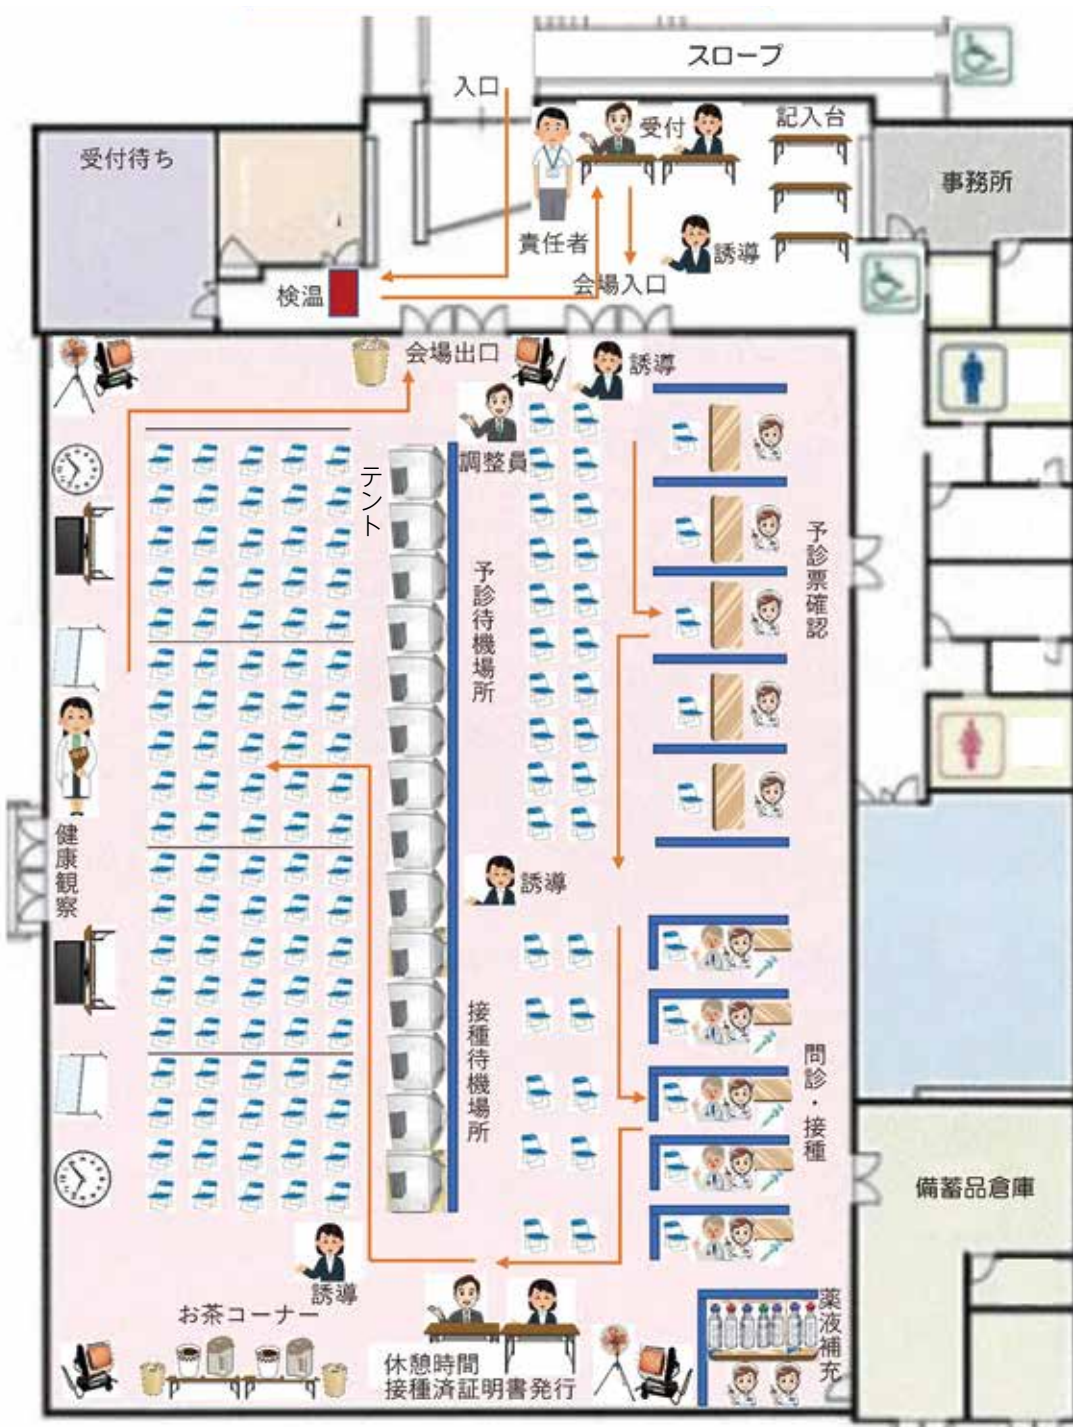 スロープ
入口
受付
記入台
受付待ち
事務所
責任者
誘導
検温
会場入口
会場出口
誘導
調整員
テント
予診待機場所
予診票確認
健康観察
誘導
接種待機場所
問診・接種
備蓄品倉庫
誘導
お茶コーナー
休憩時間
接種済証明書発行
薬液補充